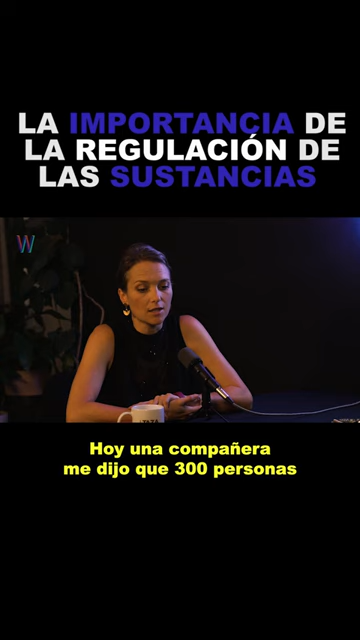 LA IMPORTANCIA DE
LA REGULACIÓN DE
LAS SUSTANCIAS
W
Hoy una compañera
me dijo que 300 personas